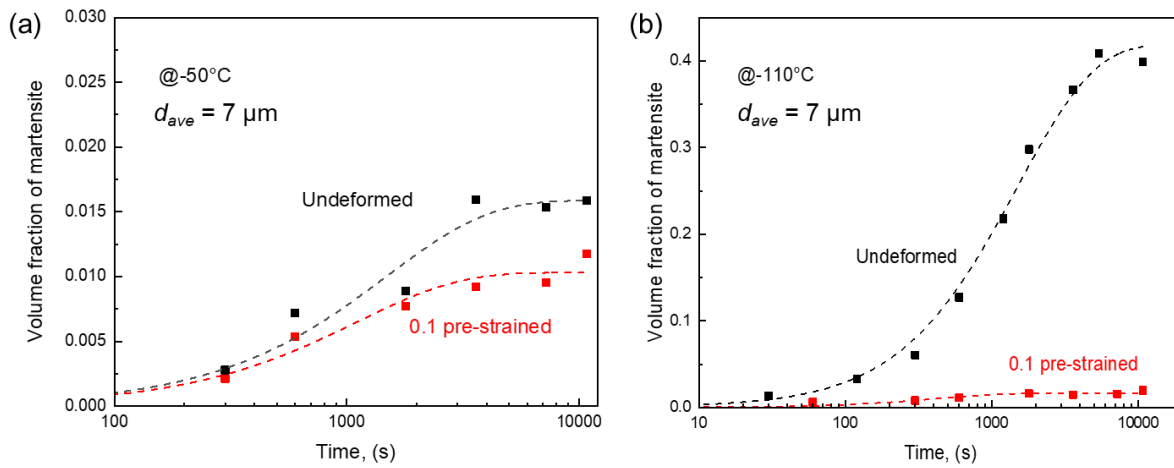 (a)
Volume fraction of martensite
0.030
0.025
0.020
0.015
0.010
0.005
0.000
@-50°C
d_ave = 7 μm
Undeformed
0.1 pre-strained
100
1000
10000
Time, (s)
(b)
Volume fraction of martensite
0.4
0.3
0.2
0.1
0.0
@-110°C
d_ave = 7 μm
Undeformed
0.1 pre-strained
10
100
1000
10000
Time, (s)